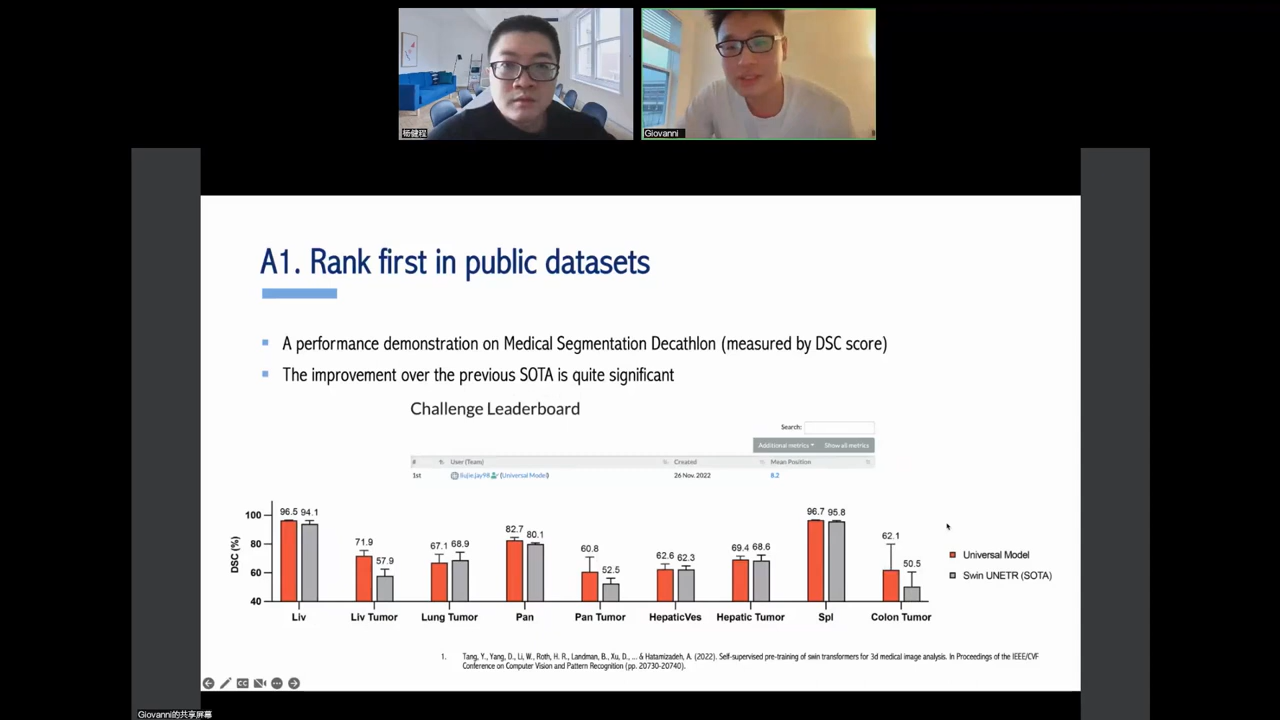 杨健程
Giovanni
A1. Rank first in public datasets
A performance demonstration on Medical Segmentation Decathlon (measured by DSC score)
The improvement over the previous SOTA is quite significant
Challenge Leaderboard
Search:
Additional metrics Show all metrics
# User (Team) Created Mean Position
1st liujie.jay98 (Universal Model) 26 Nov. 2022 8.2
DSC (%)
100
80
60
40
96.5 94.1
71.9 57.9
67.1 68.9
82.7 80.1
60.8 52.5
62.6 62.3
69.4 68.6
96.7 95.8
62.1 50.5
Liv Liv Tumor Lung Tumor Pan Pan Tumor HepaticVes Hepatic Tumor Spl Colon Tumor
Universal Model
Swin UNETR (SOTA)
1. Tang, Y., Yang, D., Li, W., Roth, H. R., Landman, B., Xu, D., ... & Hatamizadeh, A. (2022). Self-supervised pre-training of swin transformers for 3d medical image analysis. In Proceedings of the IEEE/CVF
Conference on Computer Vision and Pattern Recognition (pp. 20730-20740).
Giovanni的共享屏幕